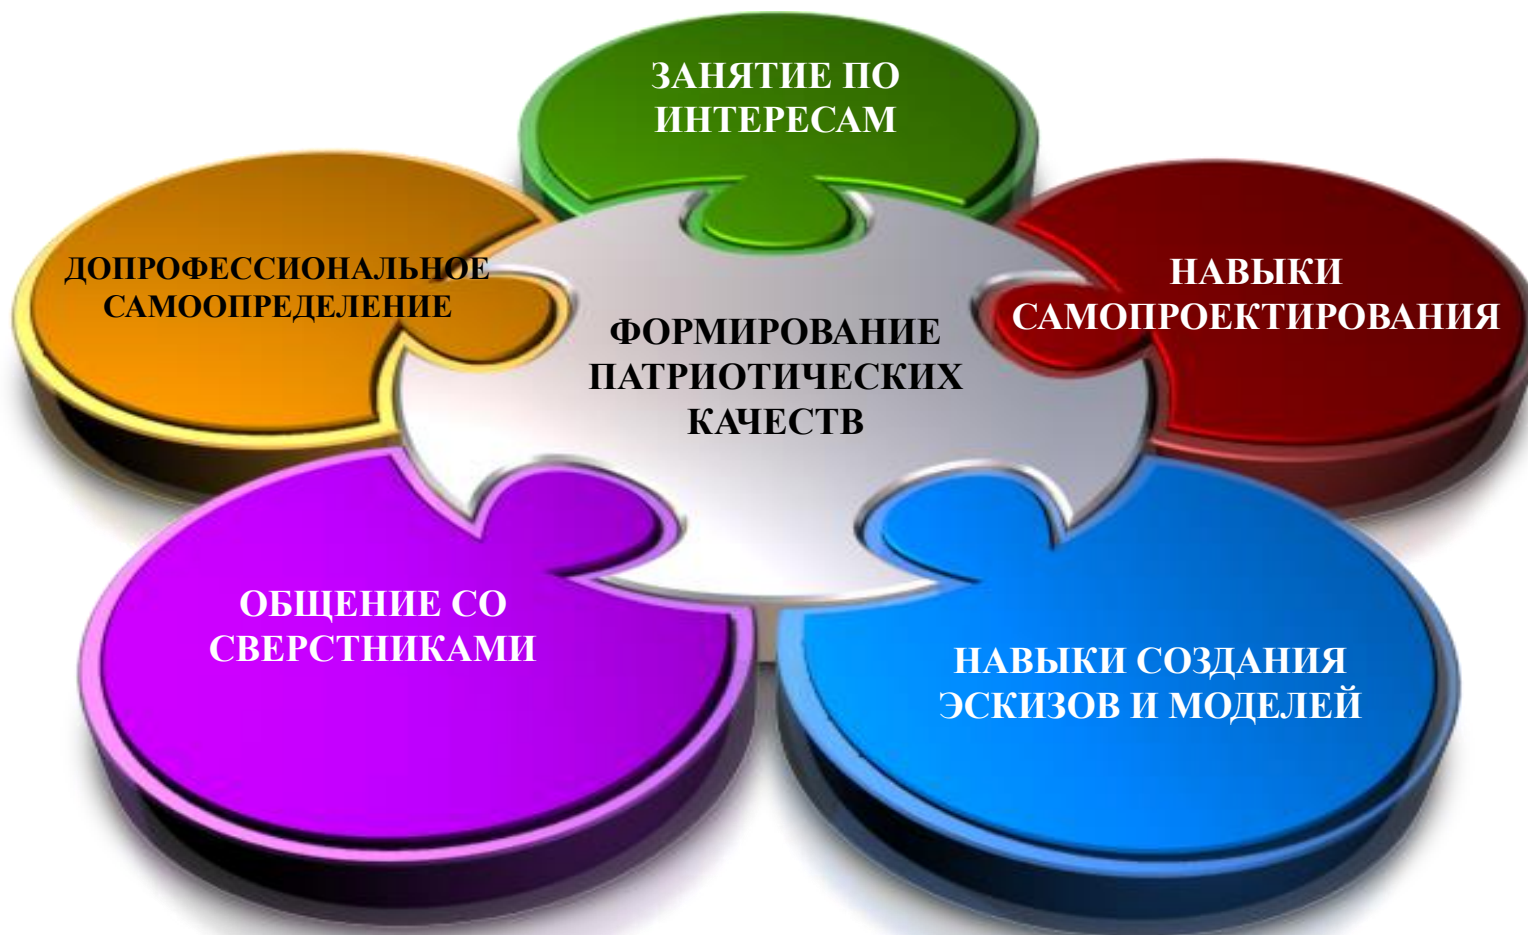 ЗАНЯТИЕ ПО
ИНТЕРЕСАМ
ДОПРОФЕССИОНАЛЬНОЕ
САМООПРЕДЕЛЕНИЕ
НАВЫКИ
САМОПРОЕКТИРОВАНИЯ
ФОРМИРОВАНИЕ
ПАТРИОТИЧЕСКИХ
КАЧЕСТВ
ОБЩЕНИЕ СО
СВЕРСТНИКАМИ
НАВЫКИ СОЗДАНИЯ
ЭСКИЗОВ И МОДЕЛЕЙ